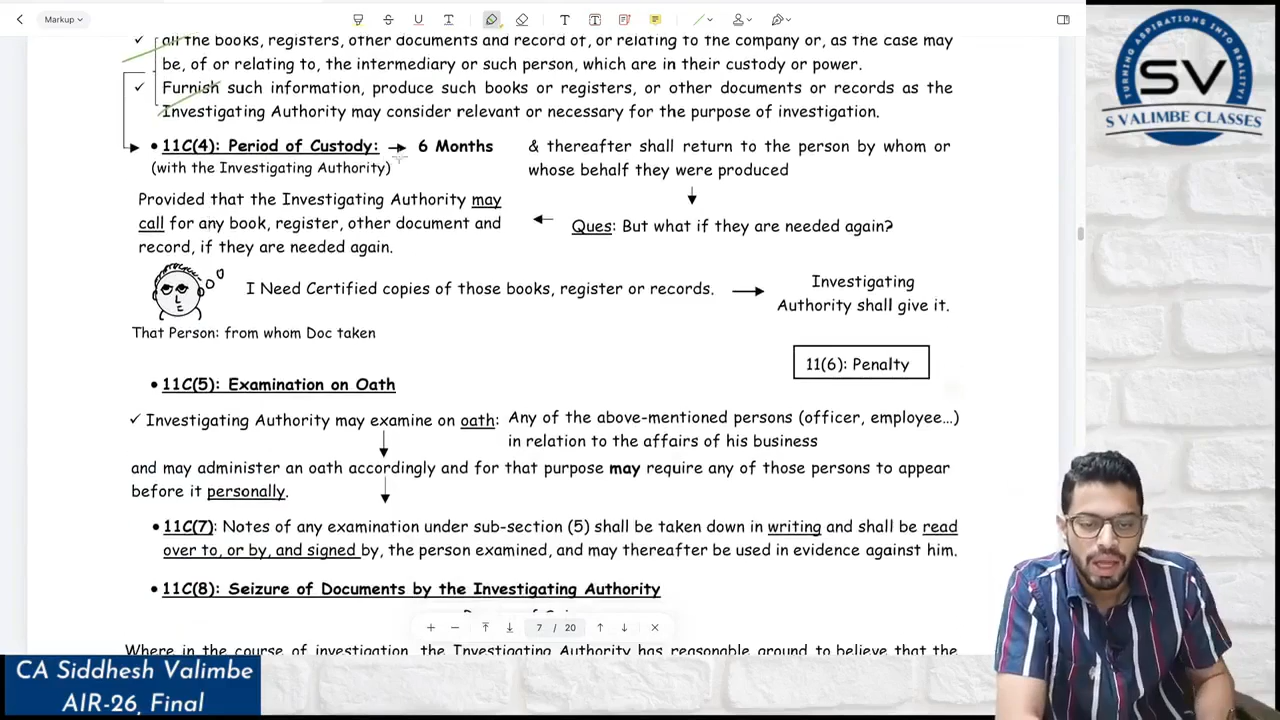 Markup
all the books, registers, other documents and record of, or relating to the company or, as the case may
be, of or relating to, the intermediary or such person, which are in their custody or power.
✓ Furnish such information, produce such books or registers, or other documents or records as the
Investigating Authority may consider relevant or necessary for the purpose of investigation.
• 11C(4): Period of Custody: → 6 Months & thereafter shall return to the person by whom or
(with the Investigating Authority) whose behalf they were produced
Provided that the Investigating Authority may
call for any book, register, other document and
record, if they are needed again.
Ques: But what if they are needed again?
I Need Certified copies of those books, register or records.
Investigating
Authority shall give it.
That Person: from whom Doc taken
11(6): Penalty
• 11C(5): Examination on Oath
✓ Investigating Authority may examine on oath: Any of the above-mentioned persons (officer, employee…)
in relation to the affairs of his business
and may administer an oath accordingly and for that purpose may require any of those persons to appear
before it personally.
• 11C(7): Notes of any examination under sub-section (5) shall be taken down in writing and shall be read
over to, or by, and signed by, the person examined, and may thereafter be used in evidence against him.
• 11C(8): Seizure of Documents by the Investigating Authority
7 / 20
Where in the course of investigation, the Investigating Authority has reasonable ground to believe that the
TURNING ASPIRATIONS INTO REALITY!
SV
S VALIMBE CLASSES
CA Siddhesh Valimbe
AIR-26, Final